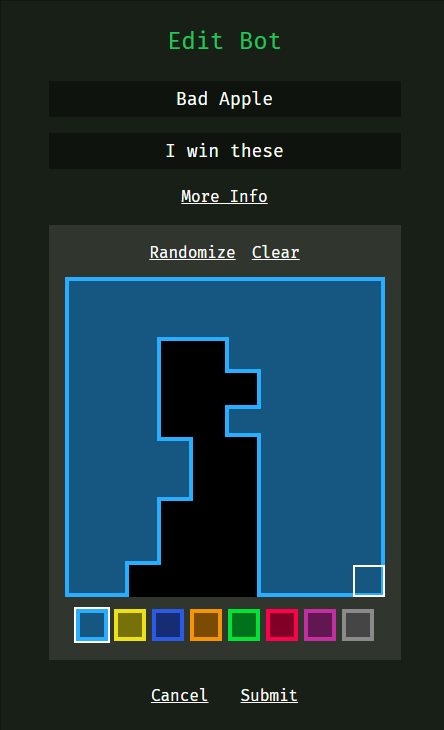 Edit Bot
Bad Apple
I win these
More Info
Randomize Clear
Cancel Submit